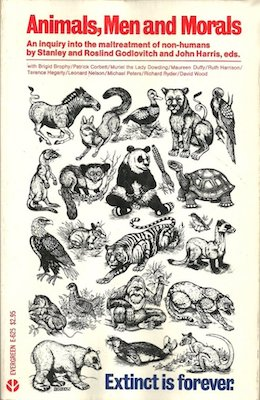 Animals, Men and Morals
An inquiry into the maltreatment of non-humans
by Stanley and Roslind Godlovitch and John Harris, eds.
with Brigid Brophy/Patrick Corbett/Muriel the Lady Dowding/Maureen Duffy/Ruth Harrison/
Terence Hegarty/Leonard Nelson/Michael Peters/Richard Ryder/David Wood
EVERGREEN E-625 $2.95
Extinct is forever.